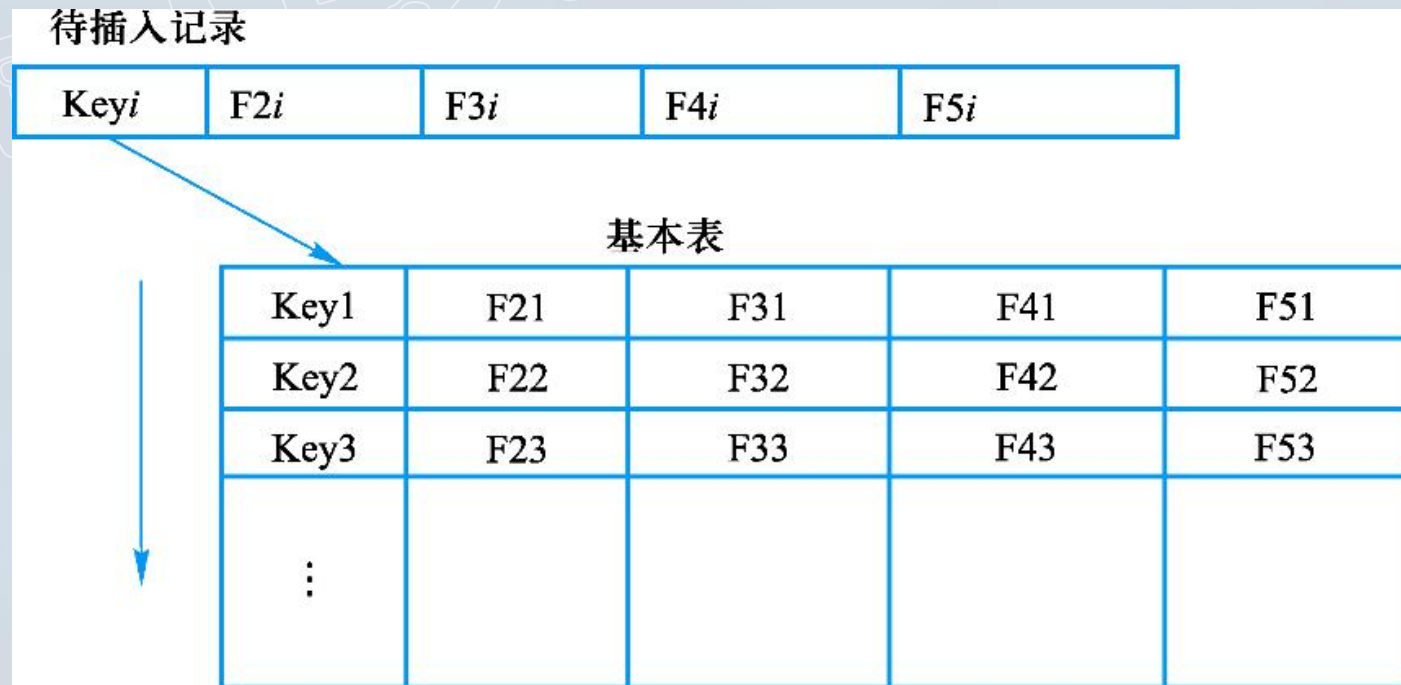 待插入记录
Keyi F2i F3i F4i F5i
基本表
Key1 F21 F31 F41 F51
Key2 F22 F32 F42 F52
Key3 F23 F33 F43 F53
⋮